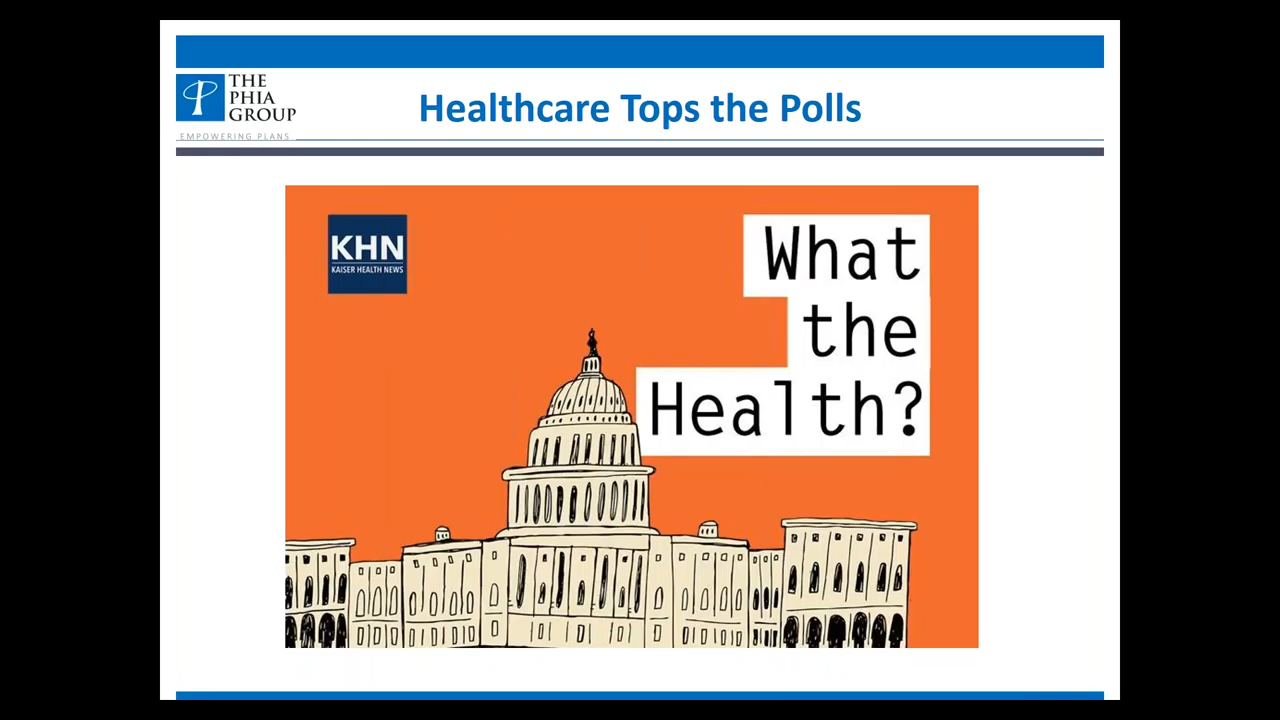 THE
PHIA
GROUP
EMPOWERING PLANS
Healthcare Tops the Polls
KHN
KAISER HEALTH NEWS
What
the
Health?